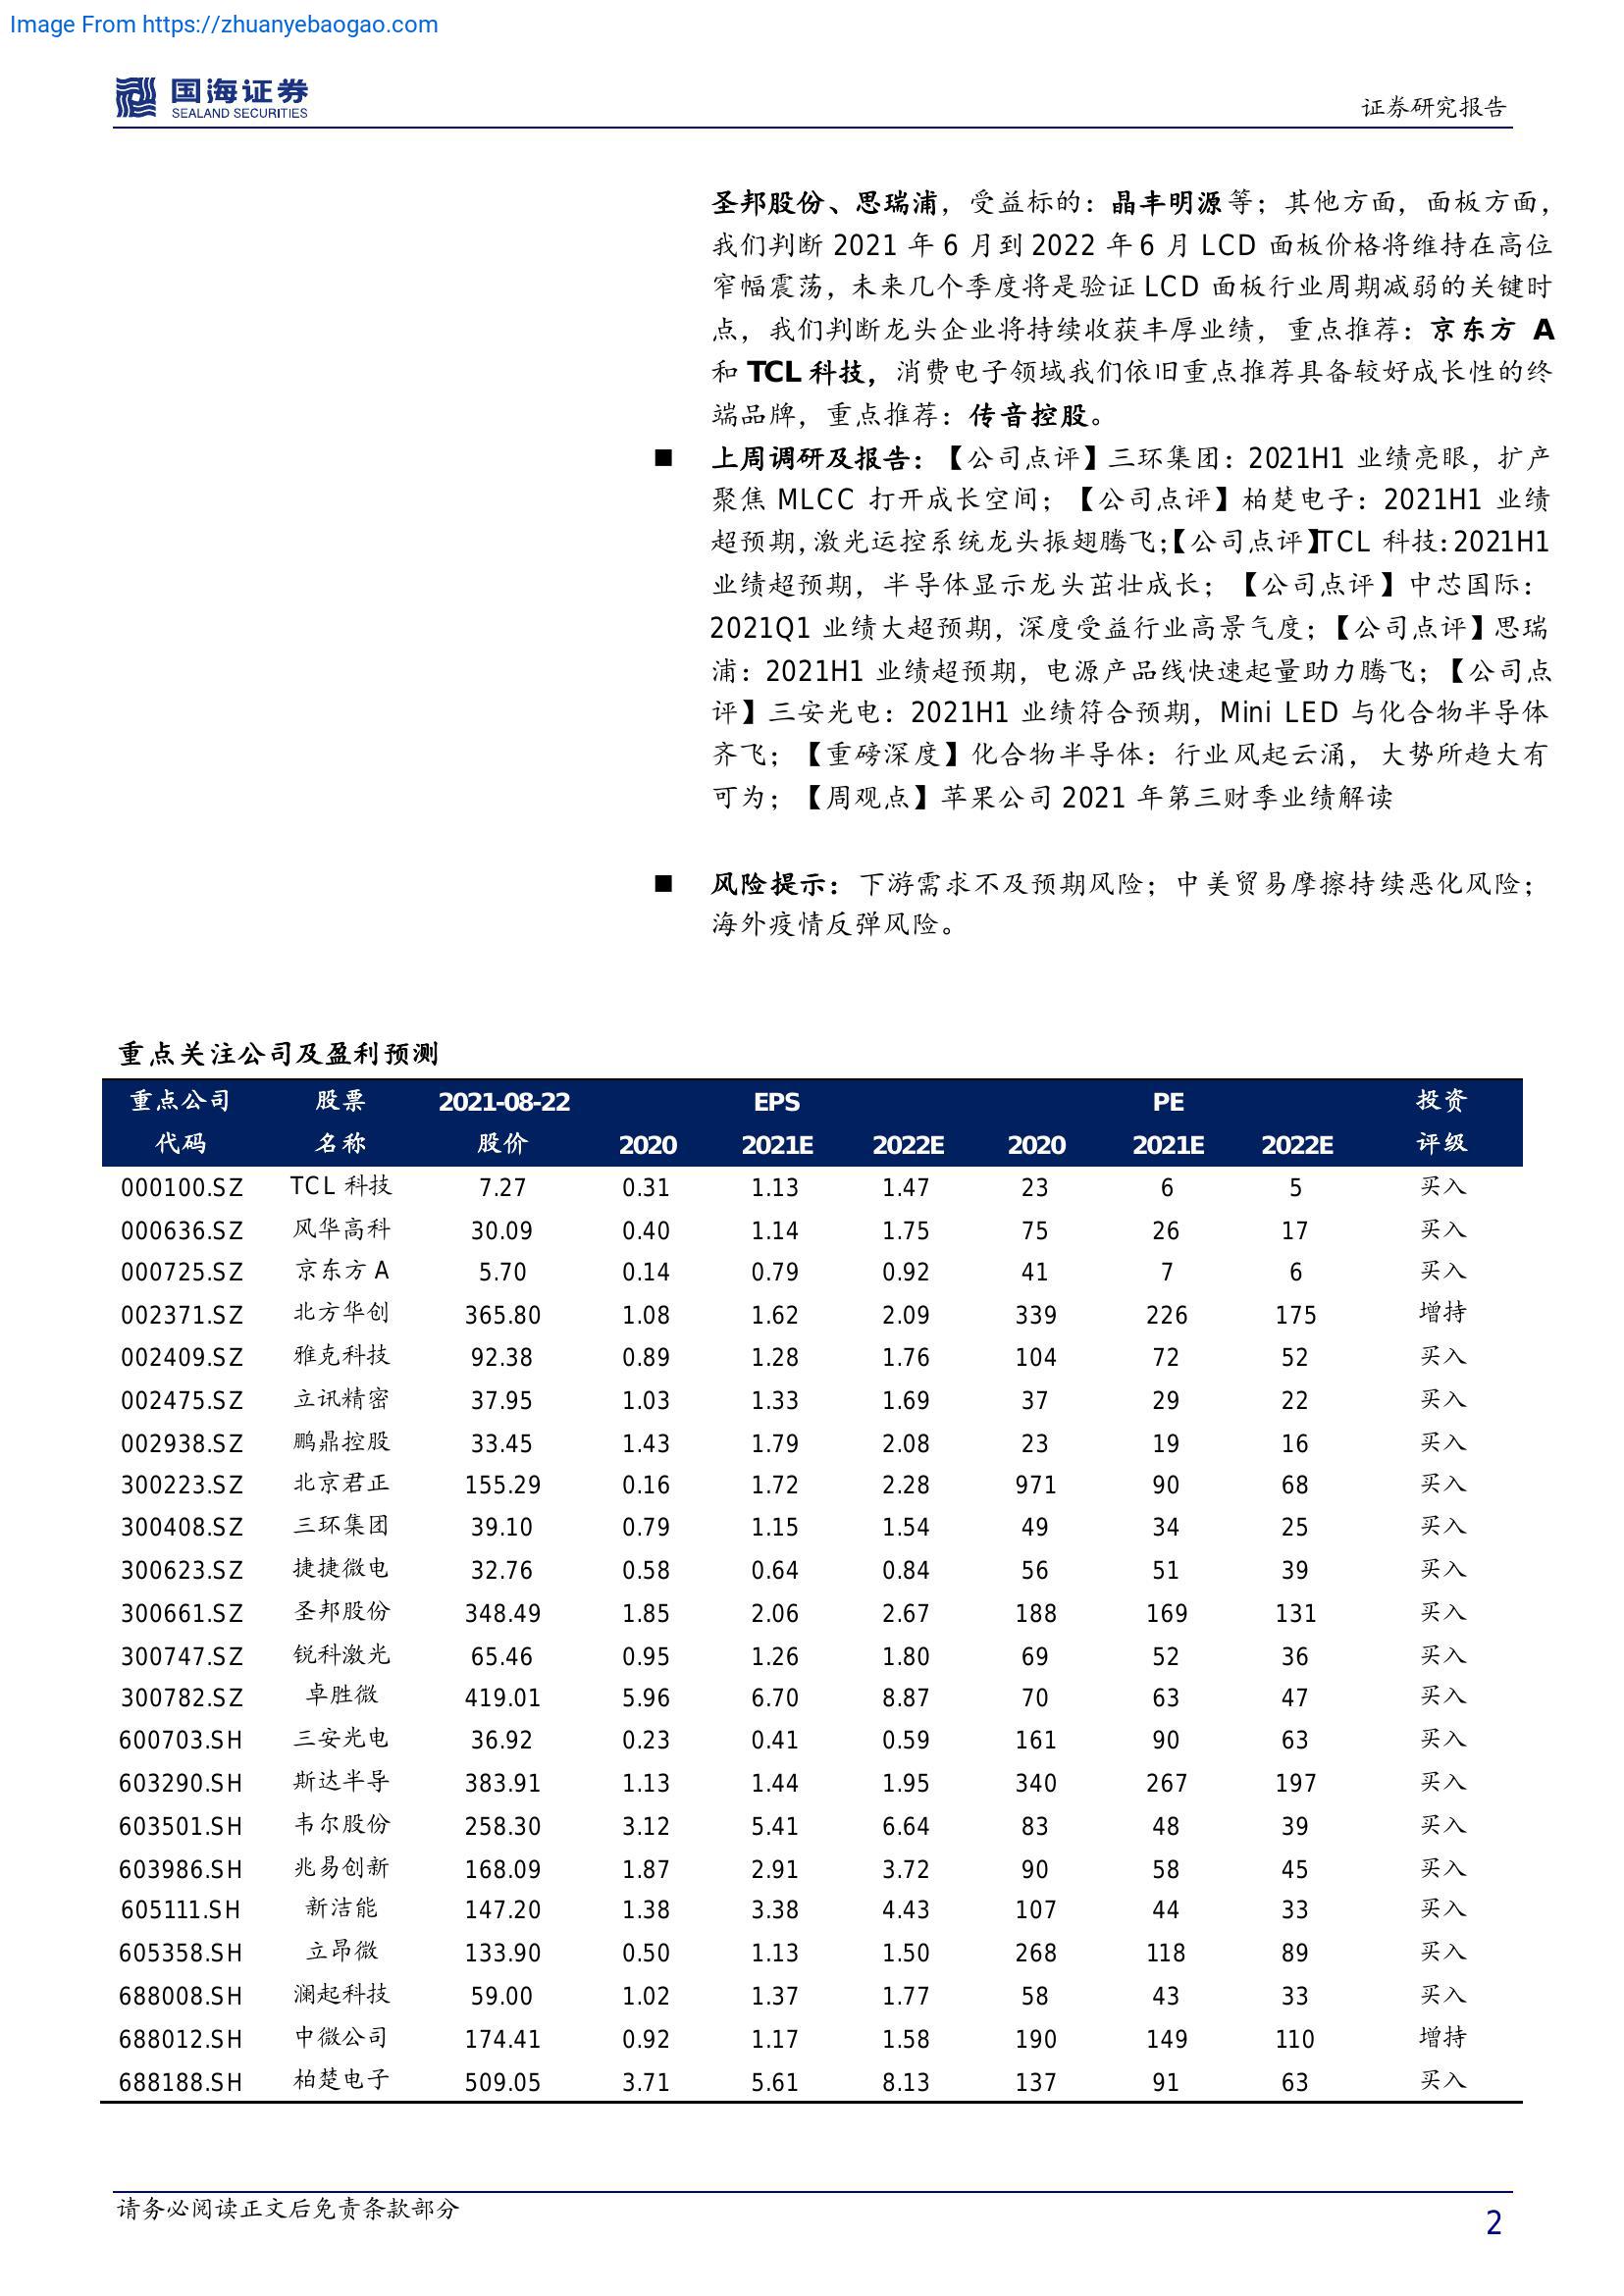 Image From https://zhuanyebaogao.com
国海证券
SEALAND SECURITIES
证券研究报告
圣邦股份、思瑞浦，受益标的：晶丰明源等；其他方面，面板方面，
我们判断 2021 年 6 月到 2022 年 6 月 LCD 面板价格将维持在高位
窄幅震荡，未来几个季度将是验证 LCD 面板行业周期减弱的关键时
点，我们判断龙头企业将持续收获丰厚业绩，重点推荐：京东方 A
和 TCL 科技，消费电子领域我们依旧重点推荐具备较好成长性的终
端品牌，重点推荐：传音控股。
■ 上周调研及报告：【公司点评】三环集团：2021H1 业绩亮眼，扩产
聚焦 MLCC 打开成长空间；【公司点评】柏楚电子：2021H1 业绩
超预期,激光运控系统龙头振翅腾飞;【公司点评】TCL 科技:2021H1
业绩超预期，半导体显示龙头茁壮成长；【公司点评】中芯国际：
2021Q1 业绩大超预期，深度受益行业高景气度；【公司点评】思瑞
浦：2021H1 业绩超预期，电源产品线快速起量助力腾飞；【公司点
评】三安光电：2021H1 业绩符合预期，Mini LED 与化合物半导体
齐飞；【重磅深度】化合物半导体：行业风起云涌，大势所趋大有
可为；【周观点】苹果公司 2021 年第三财季业绩解读
■ 风险提示：下游需求不及预期风险；中美贸易摩擦持续恶化风险；
海外疫情反弹风险。
重点关注公司及盈利预测
重点公司 股票 2021-08-22 EPS PE 投资
代码 名称 股价 2020 2021E 2022E 2020 2021E 2022E 评级
000100.SZ TCL 科技 7.27 0.31 1.13 1.47 23 6 5 买入
000636.SZ 风华高科 30.09 0.40 1.14 1.75 75 26 17 买入
000725.SZ 京东方 A 5.70 0.14 0.79 0.92 41 7 6 买入
002371.SZ 北方华创 365.80 1.08 1.62 2.09 339 226 175 增持
002409.SZ 雅克科技 92.38 0.89 1.28 1.76 104 72 52 买入
002475.SZ 立讯精密 37.95 1.03 1.33 1.69 37 29 22 买入
002938.SZ 鹏鼎控股 33.45 1.43 1.79 2.08 23 19 16 买入
300223.SZ 北京君正 155.29 0.16 1.72 2.28 971 90 68 买入
300408.SZ 三环集团 39.10 0.79 1.15 1.54 49 34 25 买入
300623.SZ 捷捷微电 32.76 0.58 0.64 0.84 56 51 39 买入
300661.SZ 圣邦股份 348.49 1.85 2.06 2.67 188 169 131 买入
300747.SZ 锐科激光 65.46 0.95 1.26 1.80 69 52 36 买入
300782.SZ 卓胜微 419.01 5.96 6.70 8.87 70 63 47 买入
600703.SH 三安光电 36.92 0.23 0.41 0.59 161 90 63 买入
603290.SH 斯达半导 383.91 1.13 1.44 1.95 340 267 197 买入
603501.SH 韦尔股份 258.30 3.12 5.41 6.64 83 48 39 买入
603986.SH 兆易创新 168.09 1.87 2.91 3.72 90 58 45 买入
605111.SH 新洁能 147.20 1.38 3.38 4.43 107 44 33 买入
605358.SH 立昂微 133.90 0.50 1.13 1.50 268 118 89 买入
688008.SH 澜起科技 59.00 1.02 1.37 1.77 58 43 33 买入
688012.SH 中微公司 174.41 0.92 1.17 1.58 190 149 110 增持
688188.SH 柏楚电子 509.05 3.71 5.61 8.13 137 91 63 买入
请务必阅读正文后免责条款部分
2